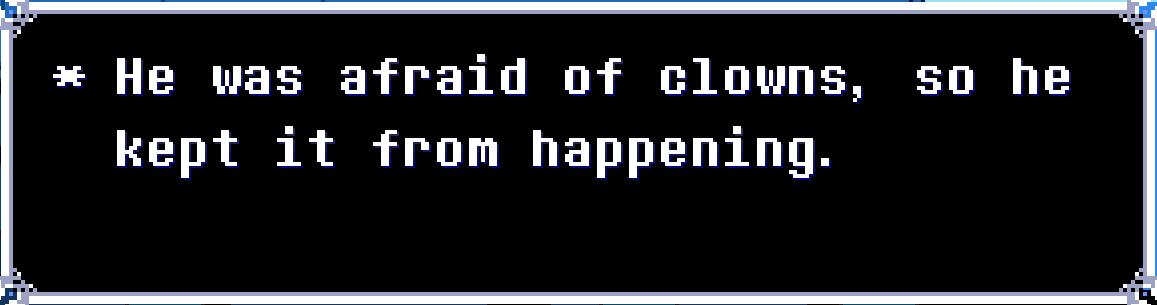 * He was afraid of clowns, so he
kept it from happening.